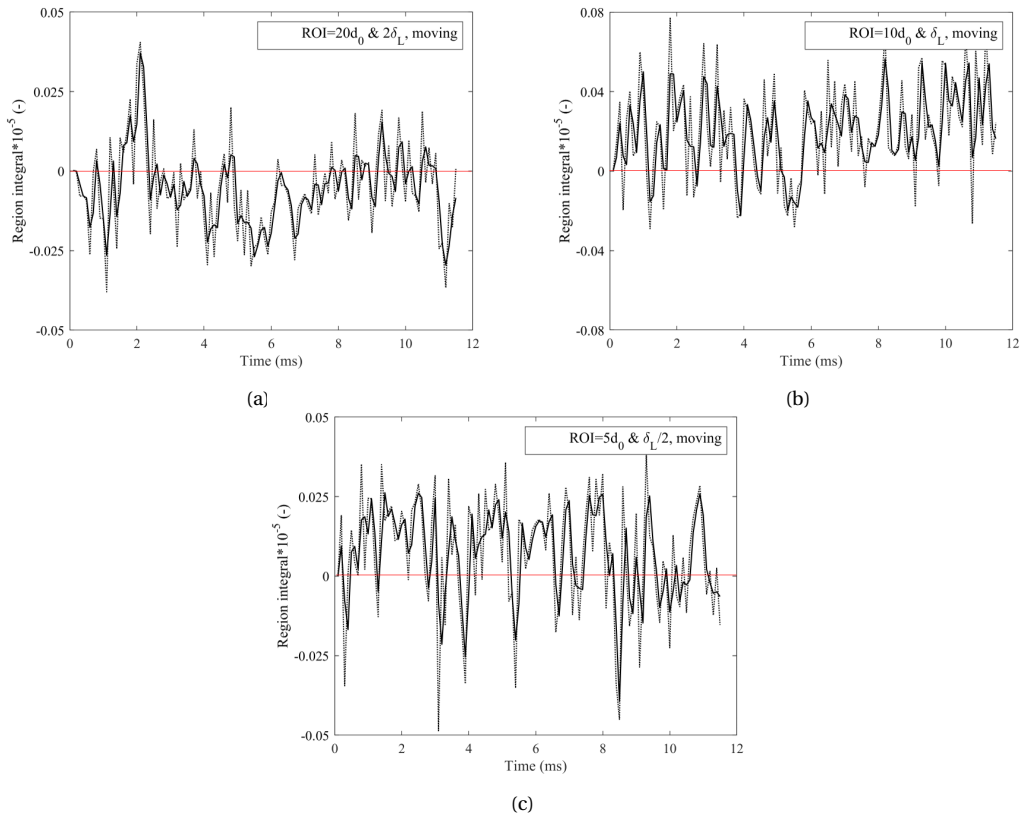 ROI=20d0 & 2δL, moving
0.05
0.025
0
-0.025
-0.05
Region integral*10-5 (-)
0 2 4 6 8 10 12
Time (ms)
(a)
ROI=10d0 & δL, moving
0.08
0.04
0
-0.04
-0.08
Region integral*10-5 (-)
0 2 4 6 8 10 12
Time (ms)
(b)
ROI=5d0 & δL/2, moving
0.05
0.025
0
-0.025
-0.05
Region integral*10-5 (-)
0 2 4 6 8 10 12
Time (ms)
(c)